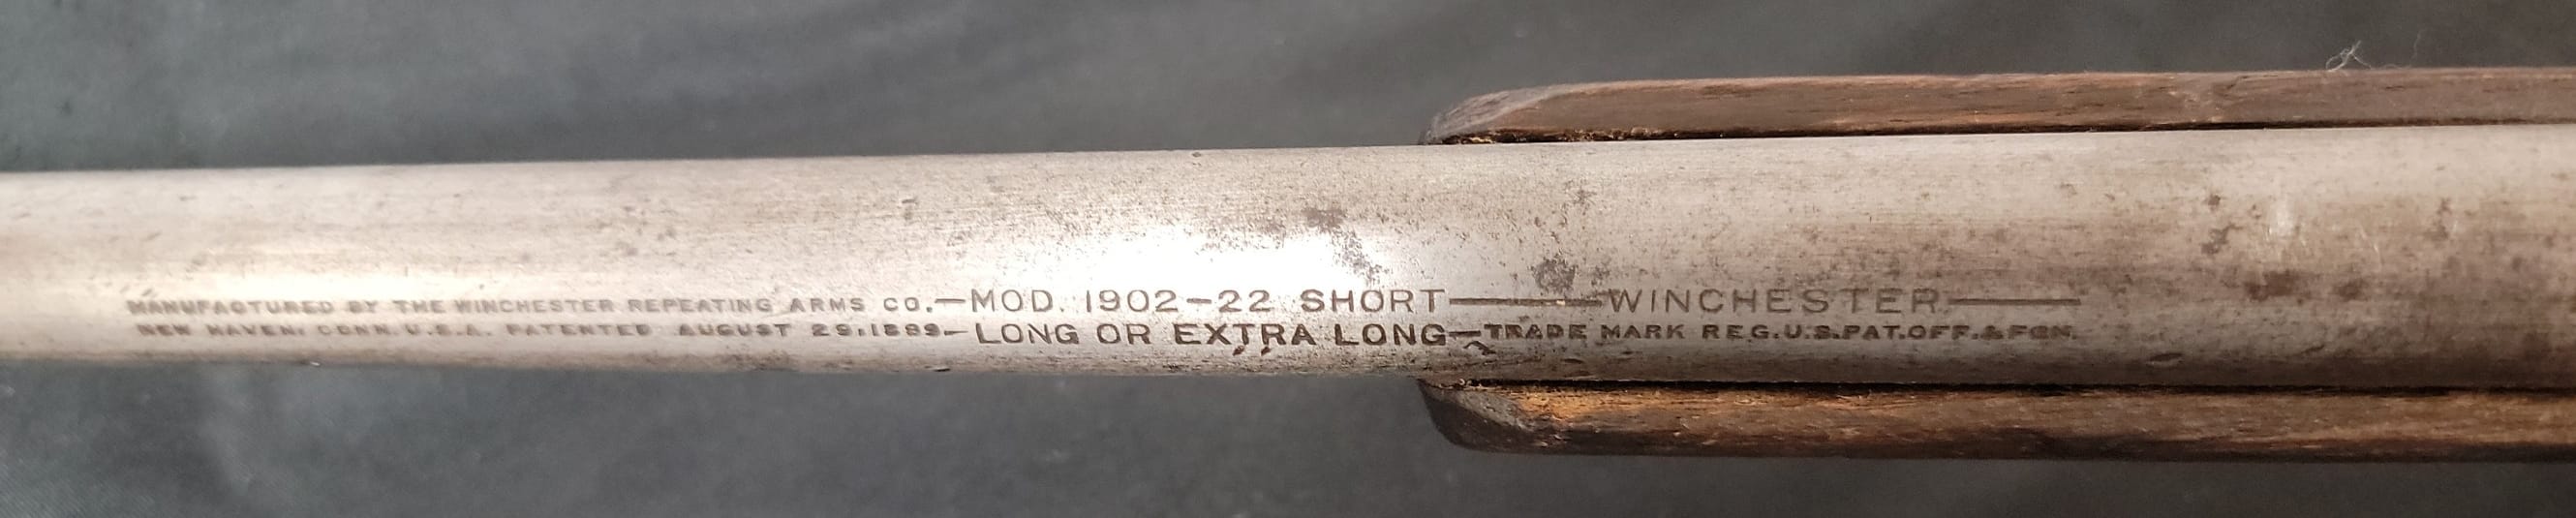 MANUFACTURED BY THE WINCHESTER REPEATING ARMS CO.—MOD. 1902-22 SHORT——WINCHESTER——
NEW HAVEN, CONN. U.S.A. PATENTED AUGUST 29, 1889.—LONG OR EXTRA LONG—TRADE MARK REG.U.S.PAT.OFF.&FGN.